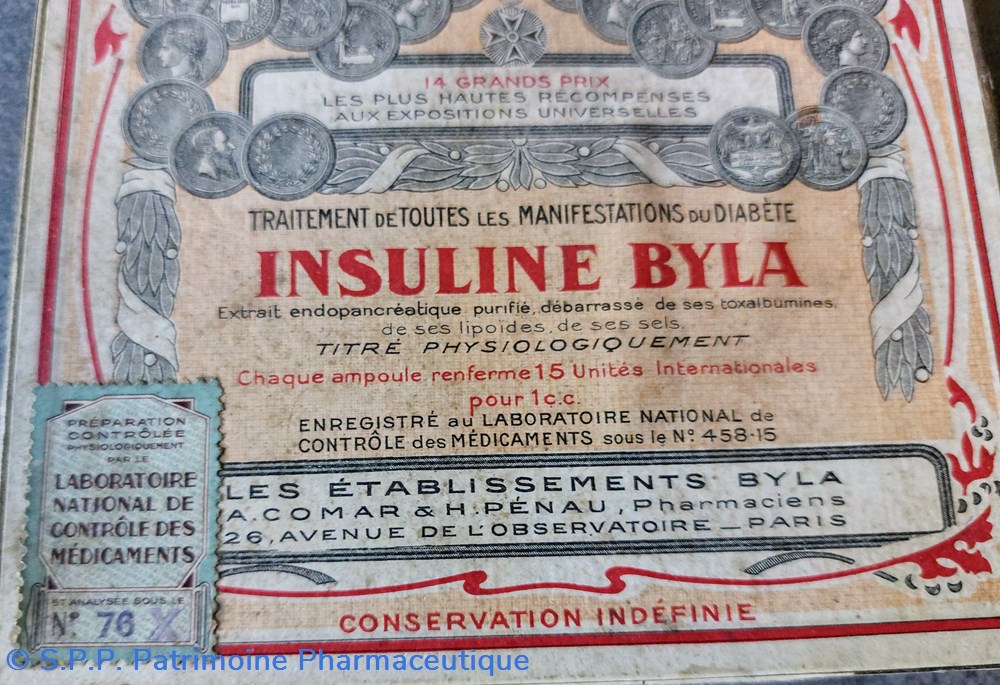 14 GRANDS PRIX
LES PLUS HAUTES RÉCOMPENSES
AUX EXPOSITIONS UNIVERSELLES
TRAITEMENT DE TOUTES LES MANIFESTATIONS DU DIABÈTE
INSULINE BYLA
Extrait endopancréatique purifié, débarrassé de ses toxalbumines,
de ses lipoïdes, de ses sels,
TITRÉ PHYSIOLOGIQUEMENT
Chaque ampoule renferme 15 Unités Internationales
pour 1 c.c.
ENREGISTRÉ au LABORATOIRE NATIONAL de
CONTRÔLE des MÉDICAMENTS sous le No 458-15
LES ÉTABLISSEMENTS BYLA
A. COMAR & H. PÉNAU, Pharmaciens
26, AVENUE DE L'OBSERVATOIRE _ PARIS
CONSERVATION INDÉFINIE
PRÉPARATION
CONTRÔLÉE
PHYSIOLOGIQUEMENT
PAR LE
LABORATOIRE
NATIONAL DE
CONTRÔLE DES
MÉDICAMENTS
ET ANALYSÉE SOUS LE
No 76 X
© S.P.P. Patrimoine Pharmaceutique